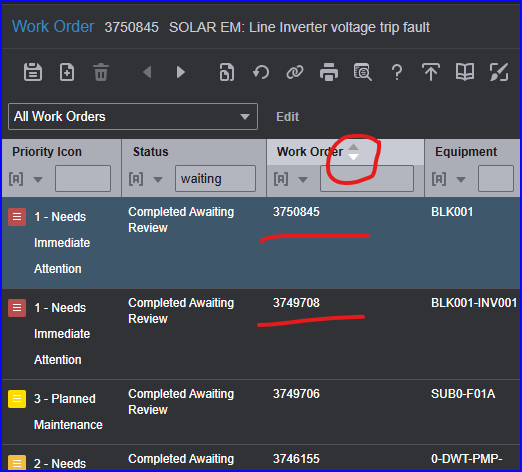 Work Order 3750845 SOLAR EM: Line Inverter voltage trip fault
All Work Orders Edit
Priority Icon Status Work Order Equipment
[A] [A] waiting [A] [A]
1 - Needs Immediate Attention Completed Awaiting Review 3750845 BLK001
1 - Needs Immediate Attention Completed Awaiting Review 3749708 BLK001-INV001
3 - Planned Maintenance Completed Awaiting Review 3749706 SUB0-F01A
2 - Needs Completed Awaiting 3746155 0-DWT-PMP-